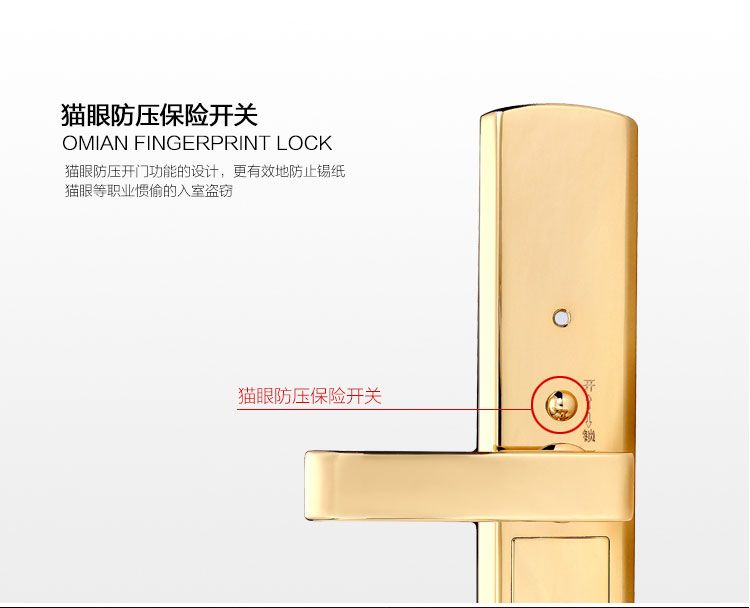 猫眼防压保险开关
OMIAN FINGERPRINT LOCK
猫眼防压开门功能的设计，更有效地防止锡纸
猫眼等职业惯偷的入室盗窃
猫眼防压保险开关
开
锁